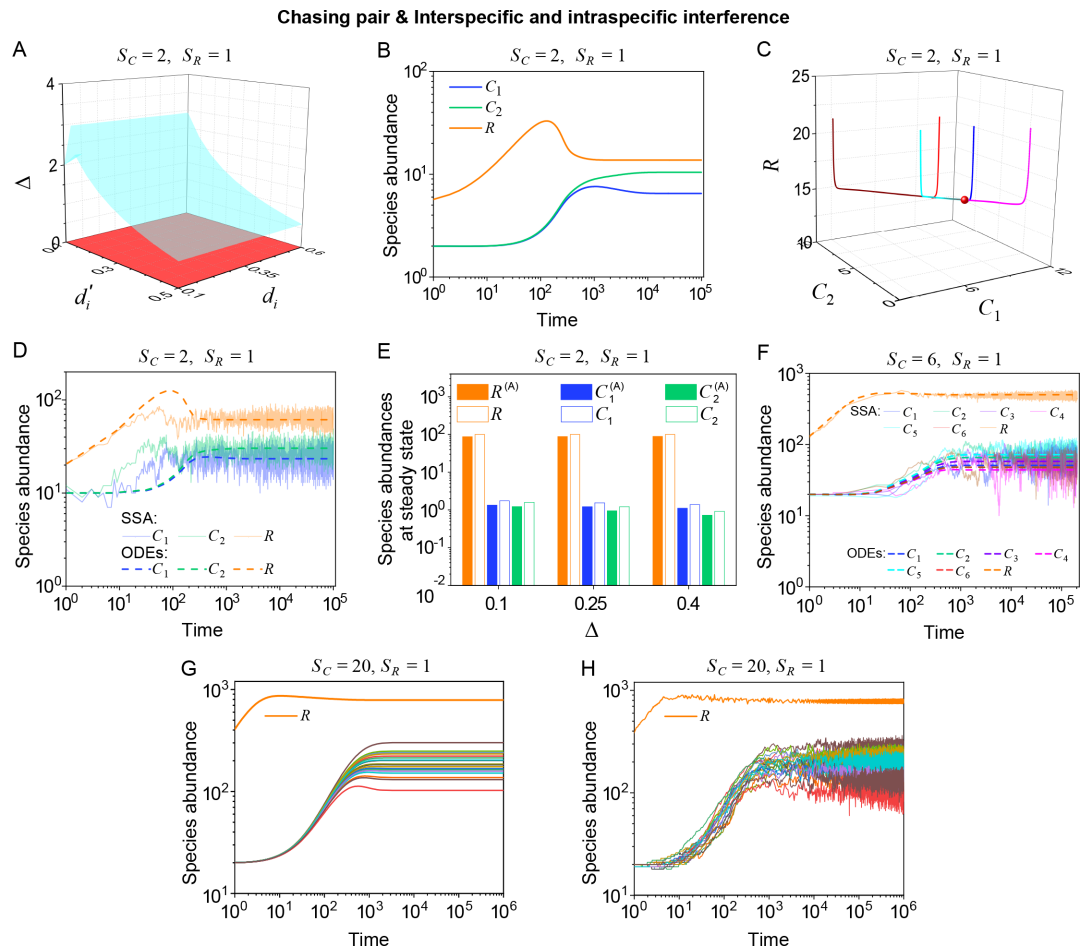 Chasing pair & Interspecific and intraspecific interference
A
S_C = 2, S_R = 1
4
3
2
1
0
Δ
0.3
0.5
d_i′
0.1
0.35
0.6
d_i
B
S_C = 2, S_R = 1
C_1
C_2
R
10^2
10^1
10^0
Species abundance
10^0 10^1 10^2 10^3 10^4 10^5
Time
C
S_C = 2, S_R = 1
25
20
15
10
R
5
0
C_2
6
12
C_1
D
S_C = 2, S_R = 1
10^2
10^1
10^0
Species abundance
SSA:
C_1 C_2 R
ODEs:
C_1 C_2 R
10^0 10^1 10^2 10^3 10^4 10^5
Time
E
S_C = 2, S_R = 1
R^(A) C_1^(A) C_2^(A)
R C_1 C_2
10^2
10^1
10^0
10^-1
10^-2
Species abundances
at steady state
0.1 0.25 0.4
Δ
F
S_C = 6, S_R = 1
10^3
10^2
10^1
10^0
Species abundance
SSA: C_1 C_2 C_3 C_4
C_5 C_6 R
ODEs: C_1 C_2 C_3 C_4
C_5 C_6 R
10^0 10^1 10^2 10^3 10^4 10^5
Time
G
S_C = 20, S_R = 1
R
10^3
10^2
10^1
Species abundance
10^0 10^1 10^2 10^3 10^4 10^5 10^6
Time
H
S_C = 20, S_R = 1
R
10^3
10^2
10^1
Species abundance
10^0 10^1 10^2 10^3 10^4 10^5 10^6
Time